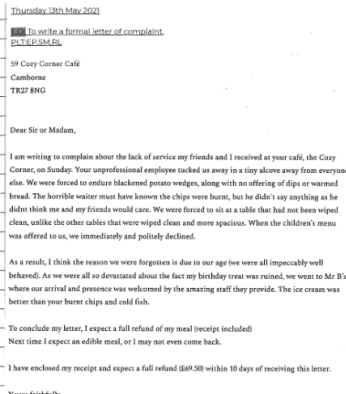 Thursday 13th May 2021
To write a formal letter of complaint.
PLT:EP,SM,RL
59 Cozy Corner Café
Camborne
TR27 8NG
Dear Sir or Madam,
I am writing to complain about the lack of service my friends and I received at your café, the Cozy
Corner, on Sunday. Your unprofessional employee tucked us away in a tiny alcove away from everyone
else. We were forced to endure blackened potato wedges, along with no offering of dips or warmed
bread. The horrible waiter must have known the chips were burnt, but he didn't say anything as he
didnt think me and my friends would care. We were forced to sit at a table that had not been wiped
clean, unlike the other tables that were wiped clean and more spacious. When the children's menu
was offered to us, we immediately and politely declined.
As a result, I think the reason we were forgotten is due to our age (we were all impeccably well
behaved). As we were all so devastated about the fact my birthday treat was ruined, we went to Mr B's
where our arrival and presence was welcomed by the amazing staff they provide. The ice cream was
better than your burnt chips and cold fish.
To conclude my letter, I expect a full refund of my meal (receipt included)
Next time I expect an edible meal, or I may not even come back.
I have enclosed my receipt and expect a full refund (£69.50) within 10 days of receiving this letter.
Yours faithfully